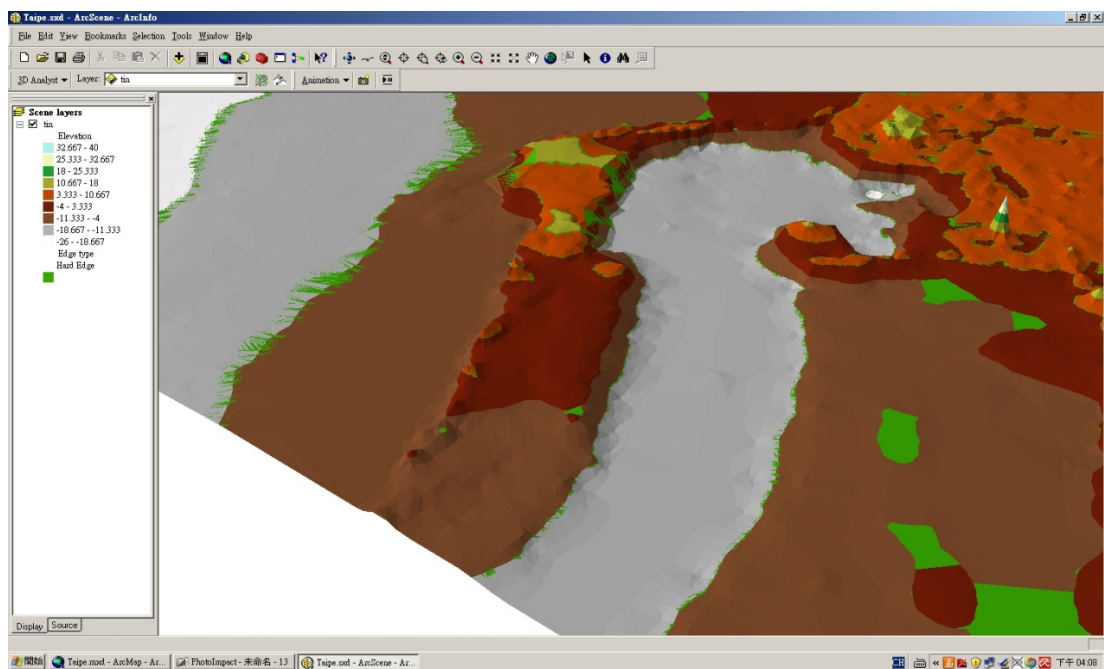 Taipe.sxd - ArcScene - ArcInfo
File Edit View Bookmarks Selection Tools Window Help
3D Analyst Layer: tin Animation
Scene layers
tin
Elevation
32.667 - 40
25.333 - 32.667
18 - 25.333
10.667 - 18
3.333 - 10.667
-4 - 3.333
-11.333 - -4
-18.667 - -11.333
-26 - -18.667
Edge type
Hard Edge
Display Source
開始 Taipe.mxd - ArcMap - Ar... PhotoImpact - 未命名 - 13 Taipe.sxd - ArcScene - Ar... CH 下午 04:08